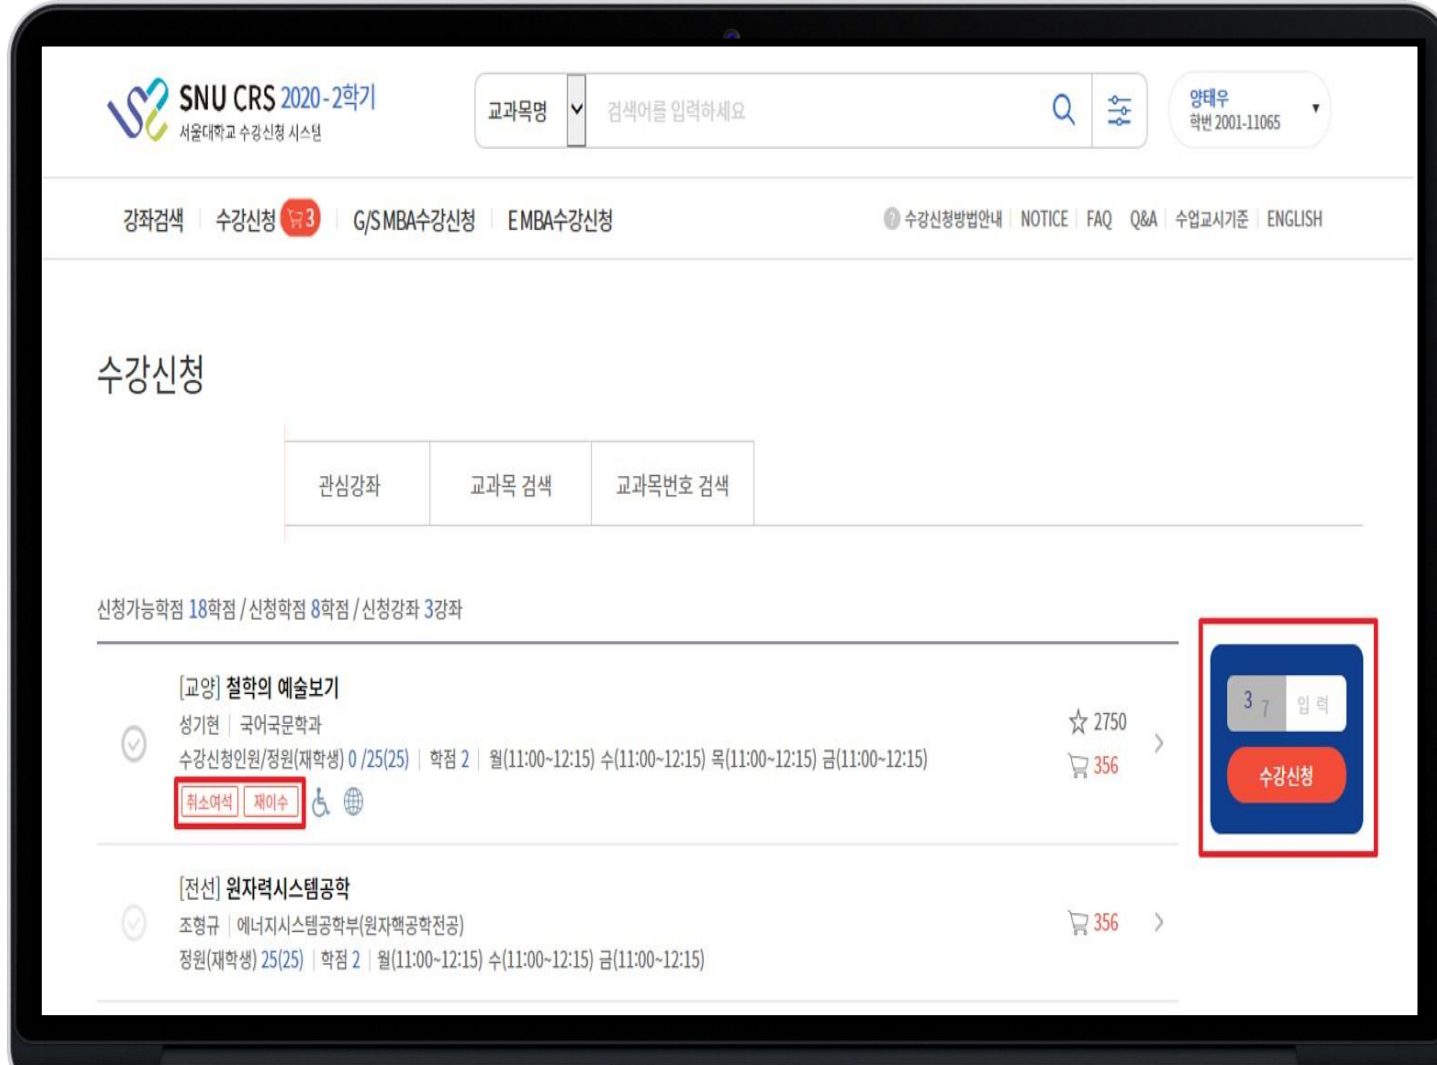 SNU CRS 2020-2학기
서울대학교 수강신청 시스템
교과목명
검색어를 입력하세요
양태우
학번 2001-11065
강좌검색 수강신청 3 G/S MBA수강신청 E MBA수강신청
? 수강신청방법안내 NOTICE FAQ Q&A 수업교시기준 ENGLISH
수강신청
관심강좌 교과목 검색 교과목번호 검색
신청가능학점 18학점 / 신청학점 8학점 / 신청강좌 3강좌
[교양] 철학의 예술보기
성기현 국어국문학과
수강신청인원/정원(재학생) 0 /25(25) 학점 2 월(11:00~12:15) 수(11:00~12:15) 목(11:00~12:15) 금(11:00~12:15)
취소여석 재이수
2750
356
3 7 입력
수강신청
[전선] 원자력시스템공학
조형규 에너지시스템공학부(원자핵공학전공)
정원(재학생) 25(25) 학점 2 월(11:00~12:15) 수(11:00~12:15) 금(11:00~12:15)
356